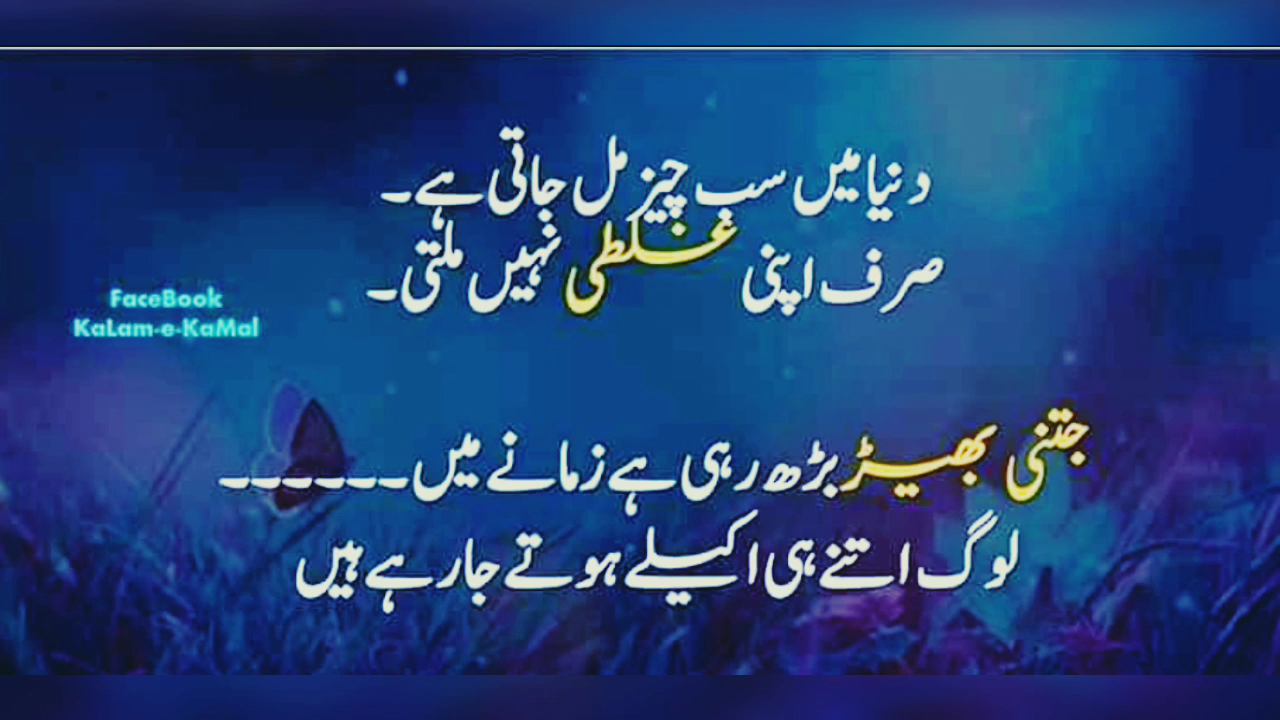 دنیا میں سب چیز مل جاتی ہے۔
صرف اپنی غلطی نہیں ملتی۔
FaceBook
KaLam-e-KaMal
جتنی بھیڑ بڑھ رہی ہے زمانے میں۔۔۔۔۔۔
لوگ اتنے ہی اکیلے ہوتے جا رہے ہیں